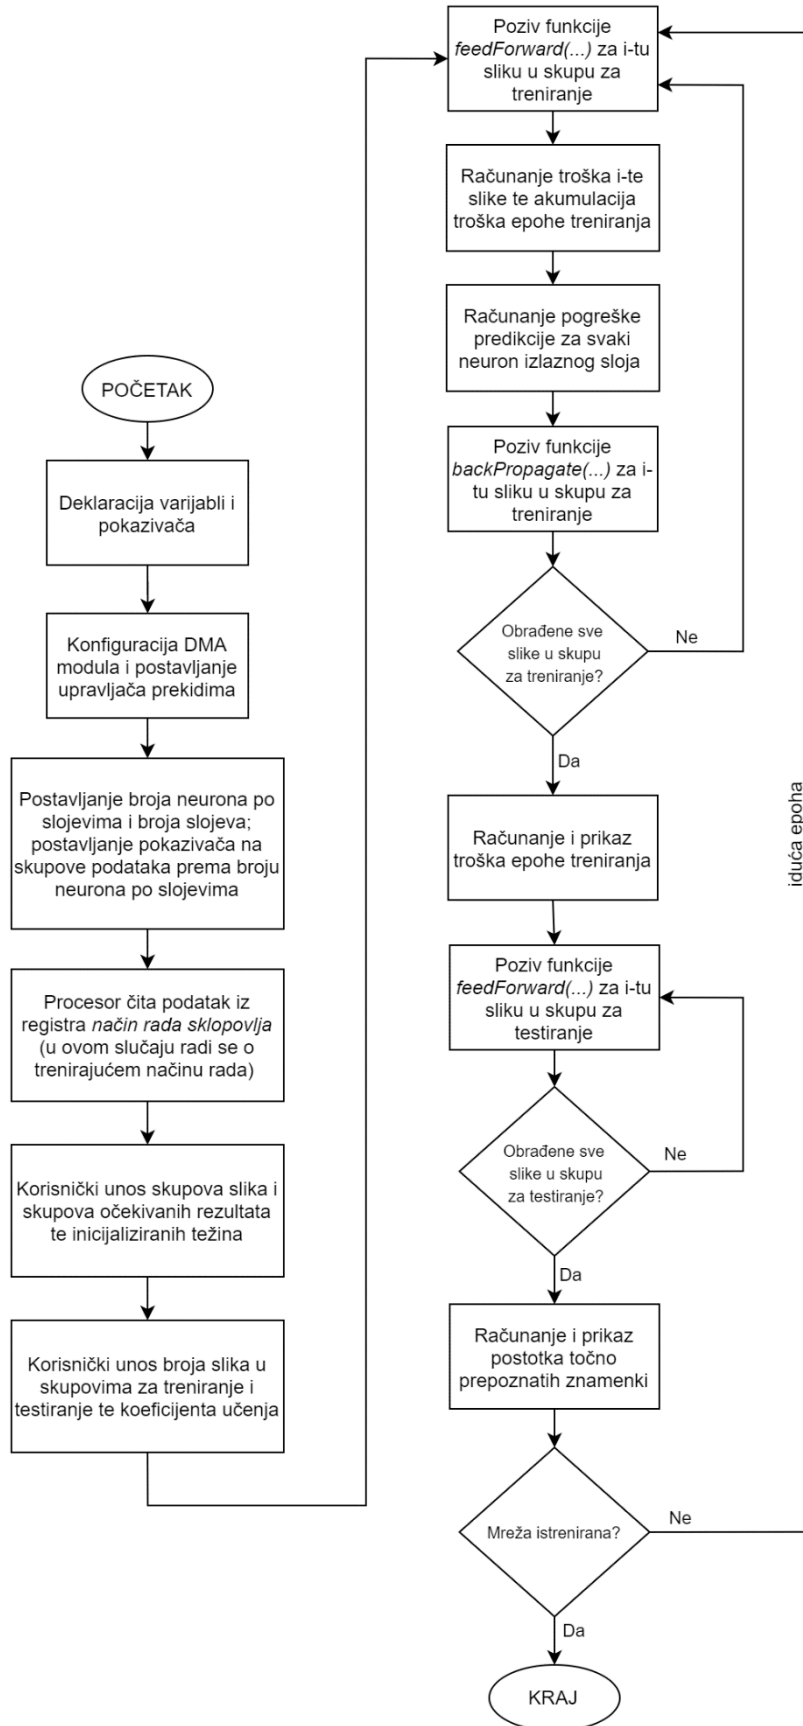 POČETAK
Deklaracija varijabli i
pokazivača
Konfiguracija DMA
modula i postavljanje
upravljača prekidima
Postavljanje broja neurona po
slojevima i broja slojeva;
postavljanje pokazivača na
skupove podataka prema broju
neurona po slojevima
Procesor čita podatak iz
registra način rada sklopovlja
(u ovom slučaju radi se o
trenirajućem načinu rada)
Korisnički unos skupova slika i
skupova očekivanih rezultata
te inicijaliziranih težina
Korisnički unos broja slika u
skupovima za treniranje i
testiranje te koeficijenta učenja
Poziv funkcije
feedForward(...) za i-tu
sliku u skupu za
treniranje
Računanje troška i-te
slike te akumulacija
troška epohe treniranja
Računanje pogreške
predikcije za svaki
neuron izlaznog sloja
Poziv funkcije
backPropagate(...) za i-
tu sliku u skupu za
treniranje
Obrađene sve
slike u skupu
za treniranje?
Ne
Da
Računanje i prikaz
troška epohe treniranja
Poziv funkcije
feedForward(...) za i-tu
sliku u skupu za
testiranje
Obrađene sve
slike u skupu
za testiranje?
Ne
Da
Računanje i prikaz
postotka točno
prepoznatih znamenki
Mreža istrenirana?
Ne
iduća epoha
Da
KRAJ